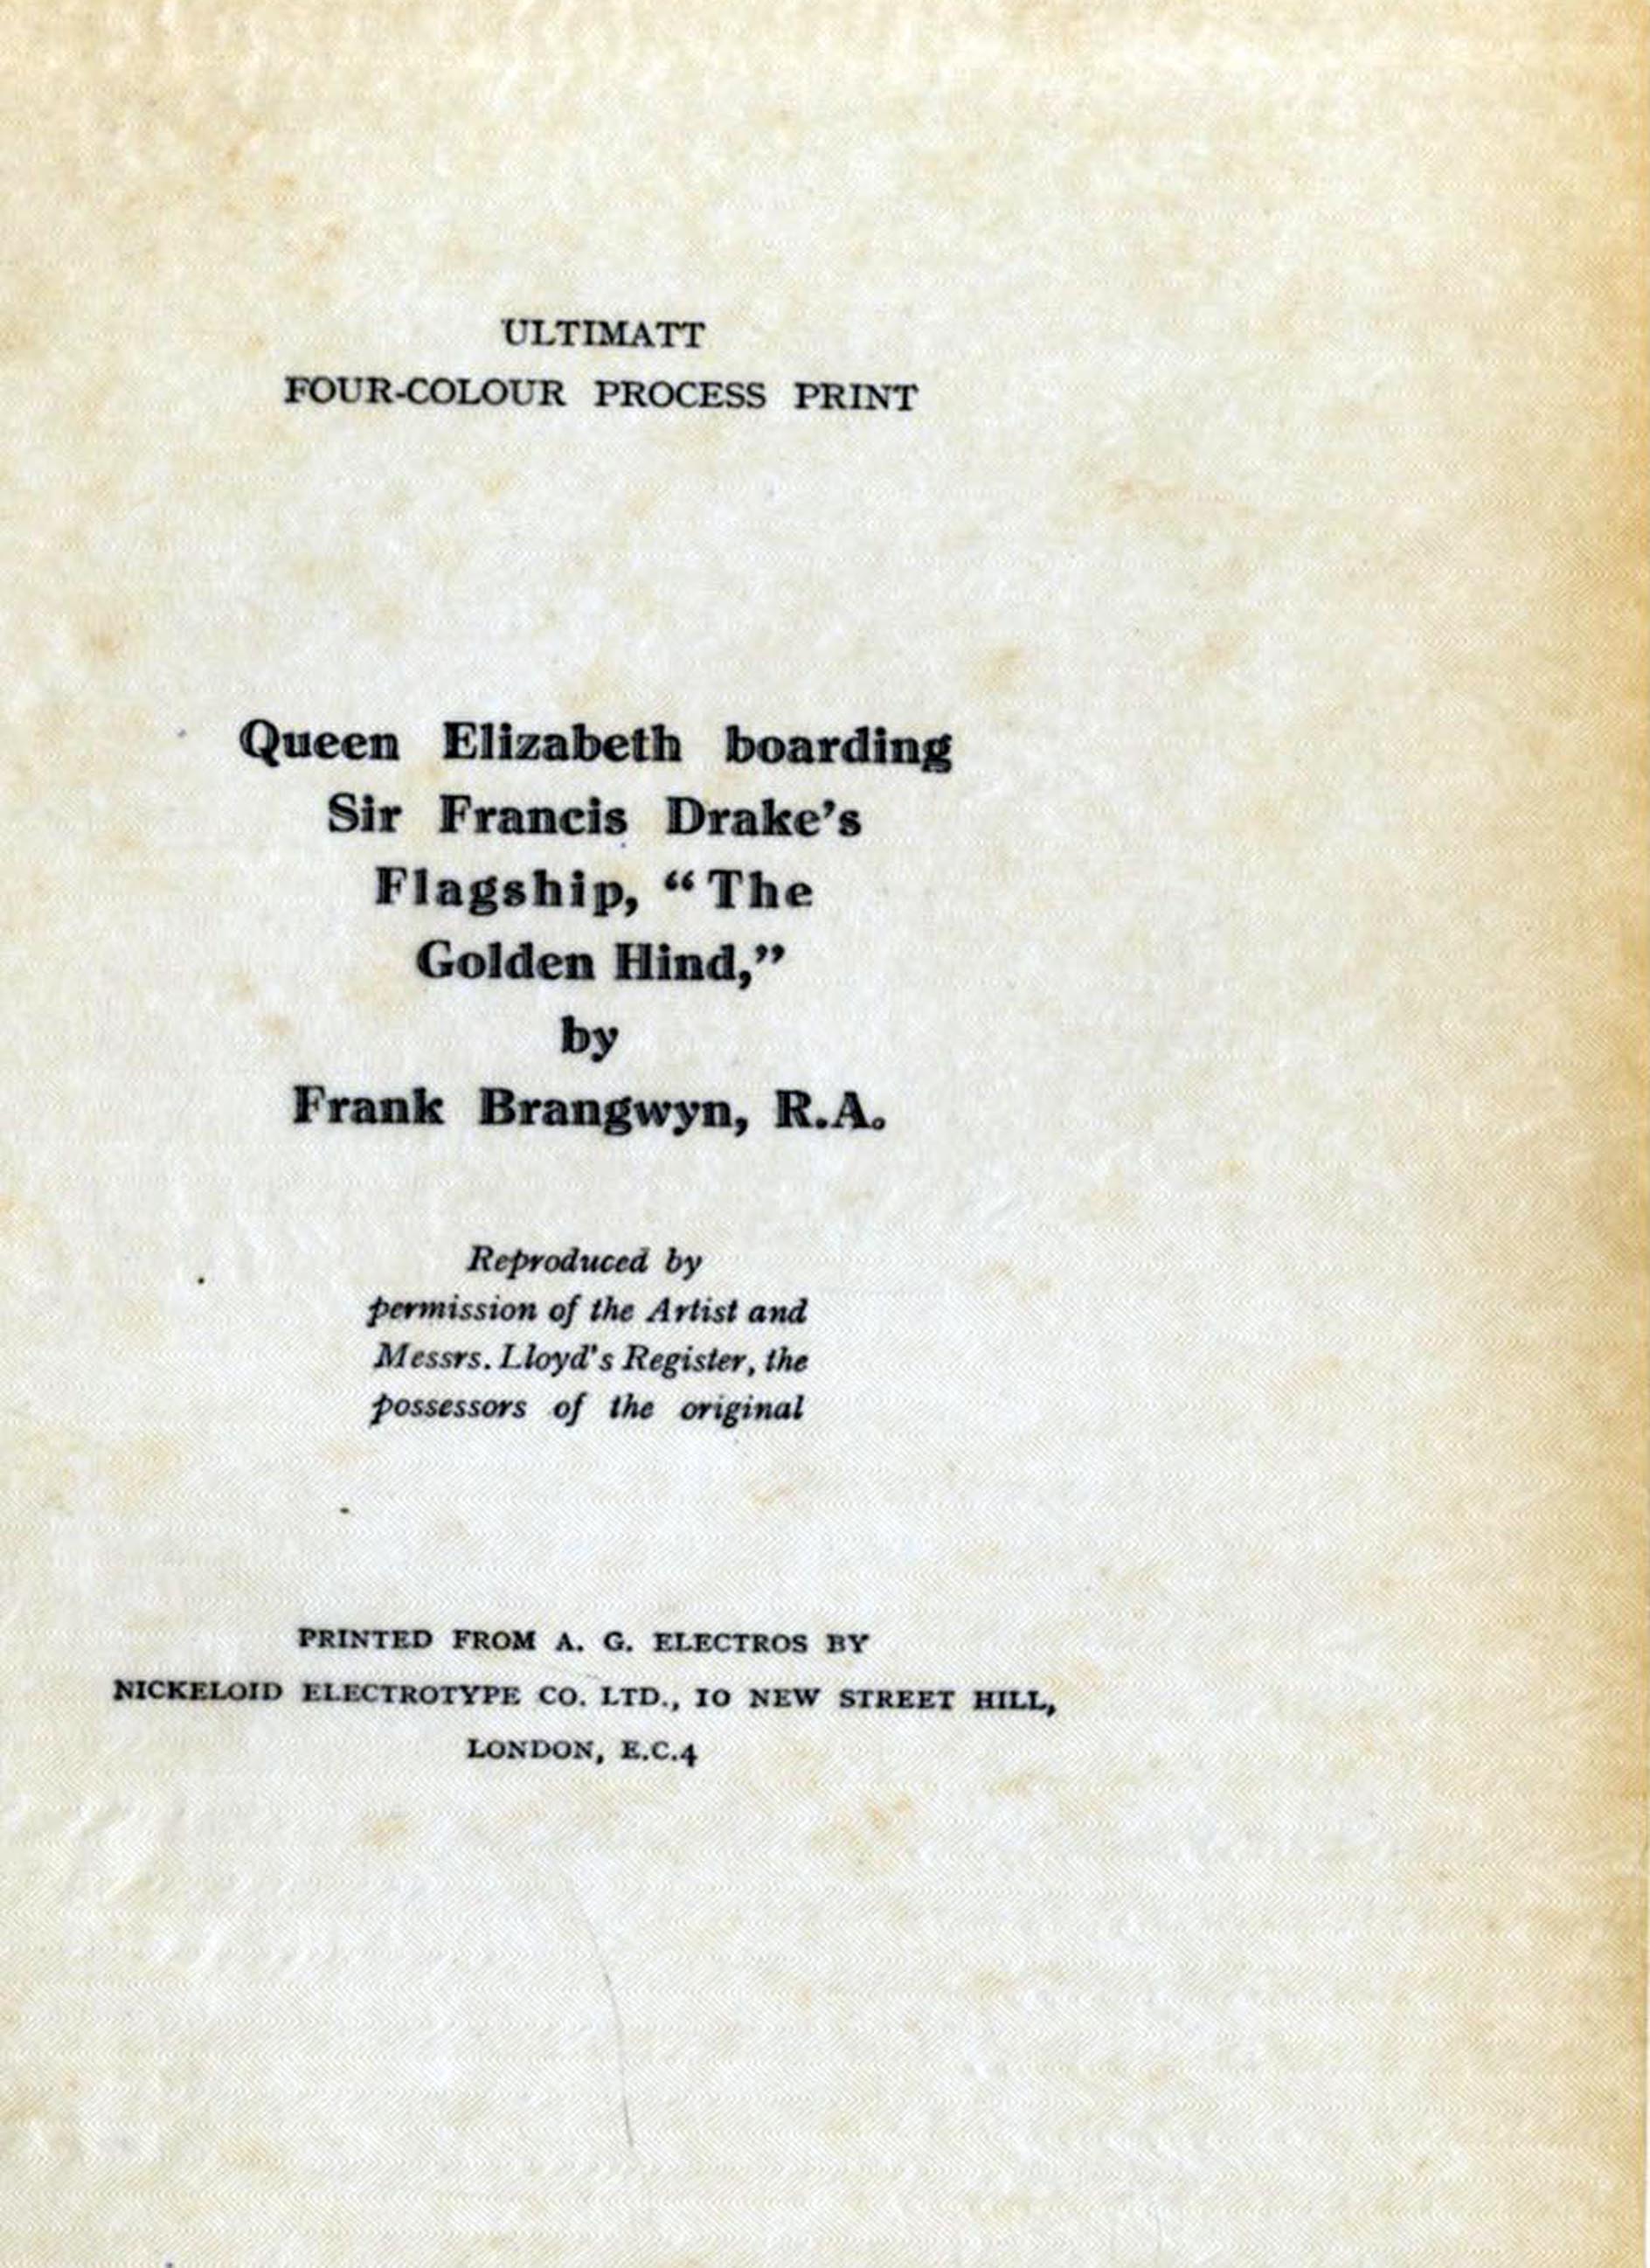 ULTIMATT
FOUR-COLOUR PROCESS PRINT
Queen Elizabeth boarding
Sir Francis Drake's
Flagship, “The
Golden Hind,”
by
Frank Brangwyn, R.A.
Reproduced by
permission of the Artist and
Messrs. Lloyd's Register, the
possessors of the original
PRINTED FROM A. G. ELECTROS BY
NICKELOID ELECTROTYPE CO. LTD., 10 NEW STREET HILL,
LONDON, E.C.4